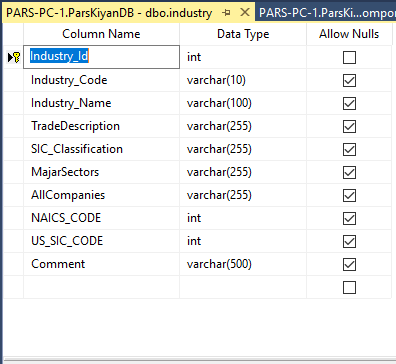 PARS-PC-1.ParsKiyanDB - dbo.industry PARS-PC-1.ParsKi...ompor
Column Name Data Type Allow Nulls
Industry_Id int
Industry_Code varchar(10)
Industry_Name varchar(100)
TradeDescription varchar(255)
SIC_Classification varchar(255)
MajarSectors varchar(255)
AllCompanies varchar(255)
NAICS_CODE int
US_SIC_CODE int
Comment varchar(500)